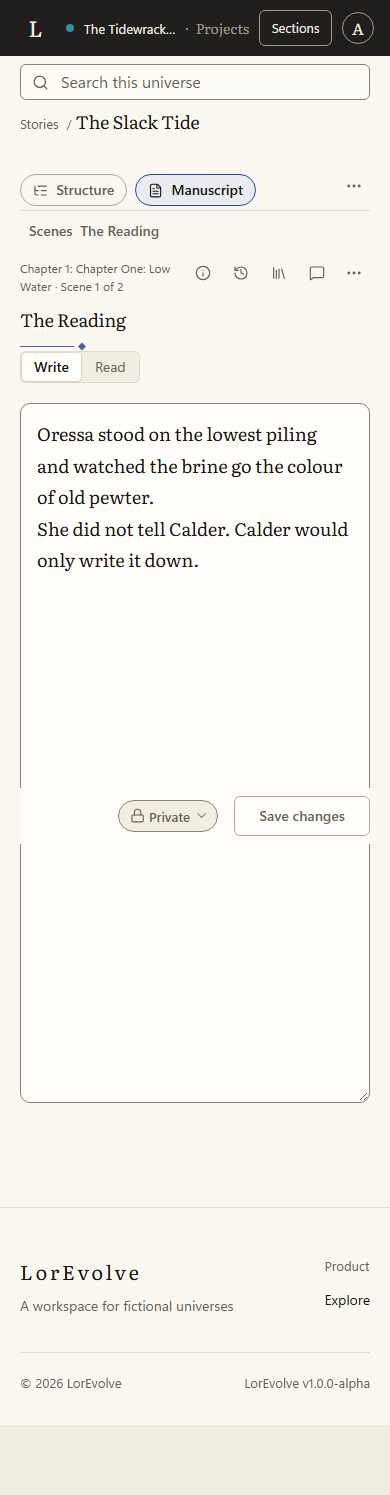 L The Tidewrack... · Projects Sections A
Search this universe
Stories / The Slack Tide
Structure Manuscript
Scenes The Reading
Chapter 1: Chapter One: Low
Water · Scene 1 of 2
The Reading
Write Read
Oressa stood on the lowest piling
and watched the brine go the colour
of old pewter.
She did not tell Calder. Calder would
only write it down.
Private Save changes
LorEvolve Product
A workspace for fictional universes Explore
© 2026 LorEvolve LorEvolve v1.0.0-alpha